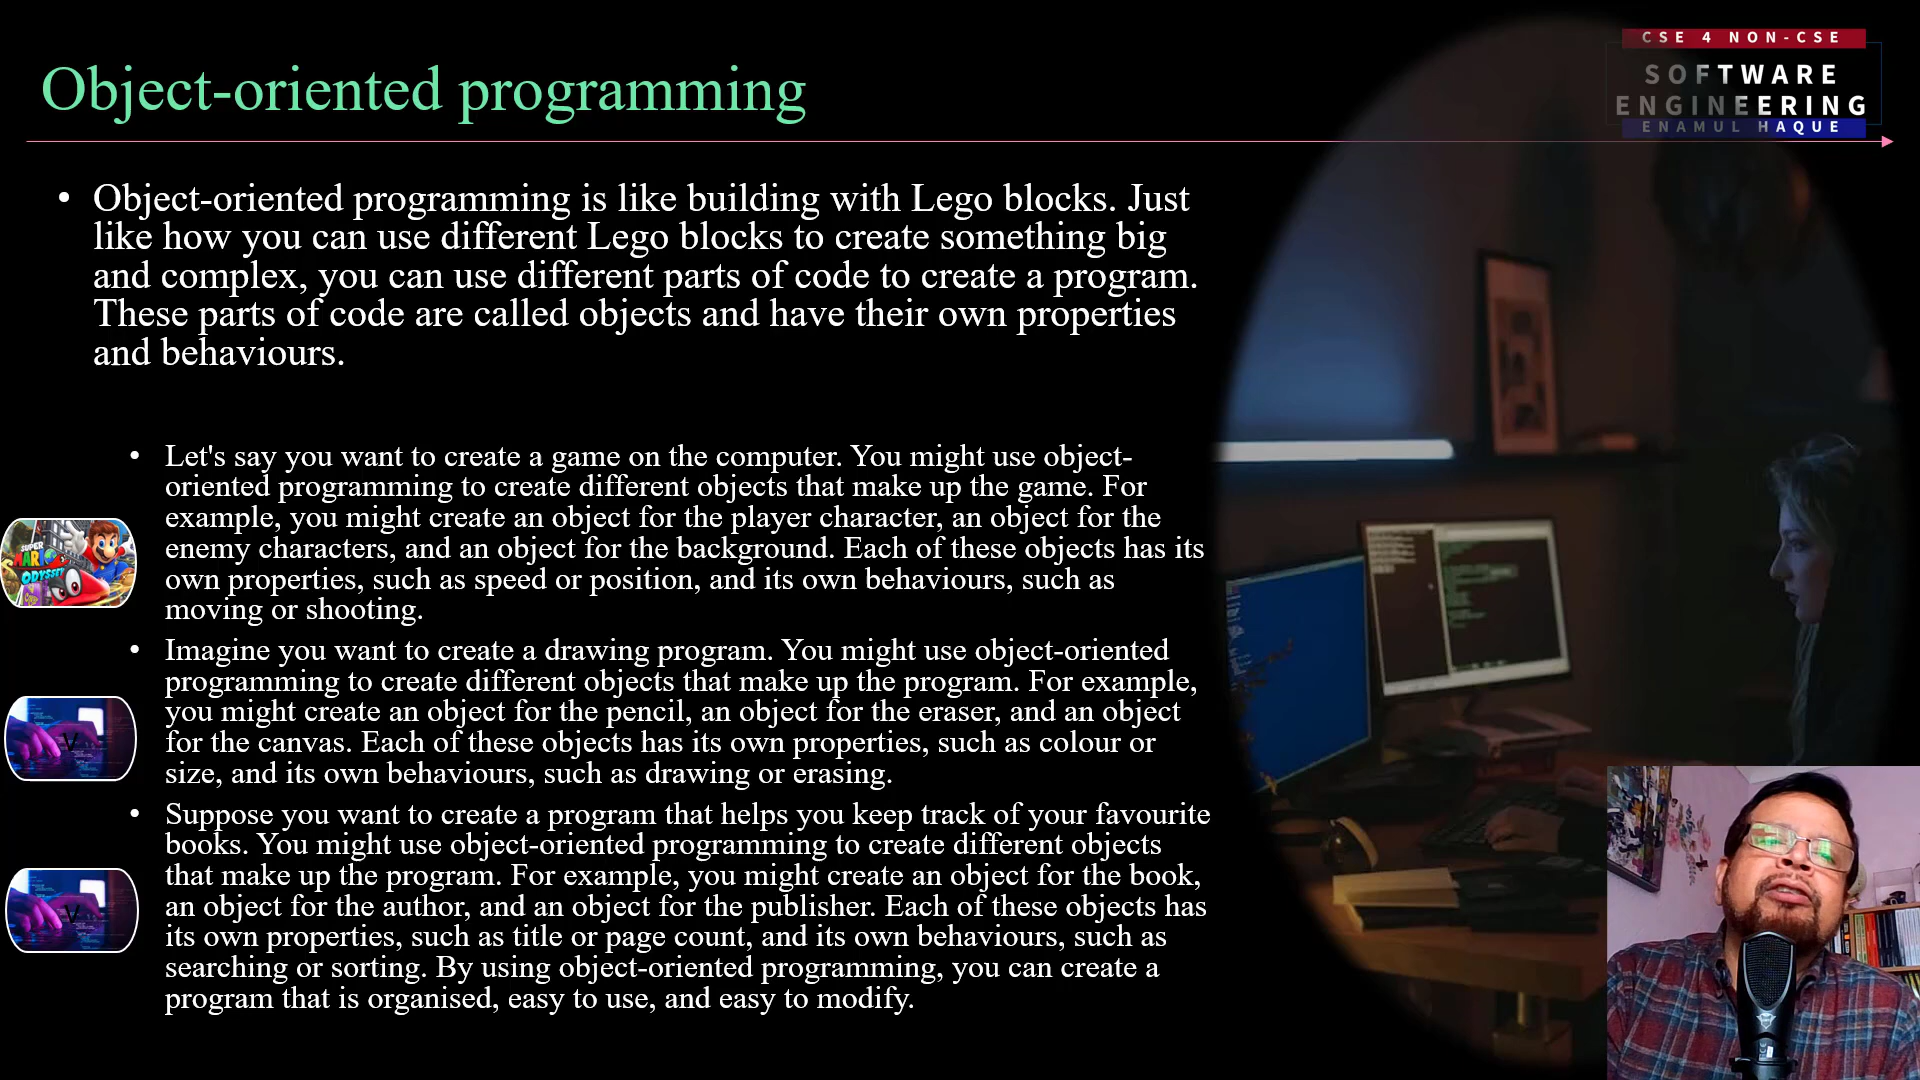 CSE 4 NON-CSE
SOFTWARE
ENGINEERING
ENAMUL HAQUE
Object-oriented programming
• Object-oriented programming is like building with Lego blocks. Just
like how you can use different Lego blocks to create something big
and complex, you can use different parts of code to create a program.
These parts of code are called objects and have their own properties
and behaviours.
• Let's say you want to create a game on the computer. You might use object-
oriented programming to create different objects that make up the game. For
example, you might create an object for the player character, an object for the
enemy characters, and an object for the background. Each of these objects has its
own properties, such as speed or position, and its own behaviours, such as
moving or shooting.
SUPER
MARIO
ODYSSEY
• Imagine you want to create a drawing program. You might use object-oriented
programming to create different objects that make up the program. For example,
you might create an object for the pencil, an object for the eraser, and an object
for the canvas. Each of these objects has its own properties, such as colour or
size, and its own behaviours, such as drawing or erasing.
V
• Suppose you want to create a program that helps you keep track of your favourite
books. You might use object-oriented programming to create different objects
that make up the program. For example, you might create an object for the book,
an object for the author, and an object for the publisher. Each of these objects has
its own properties, such as title or page count, and its own behaviours, such as
searching or sorting. By using object-oriented programming, you can create a
program that is organised, easy to use, and easy to modify.
V